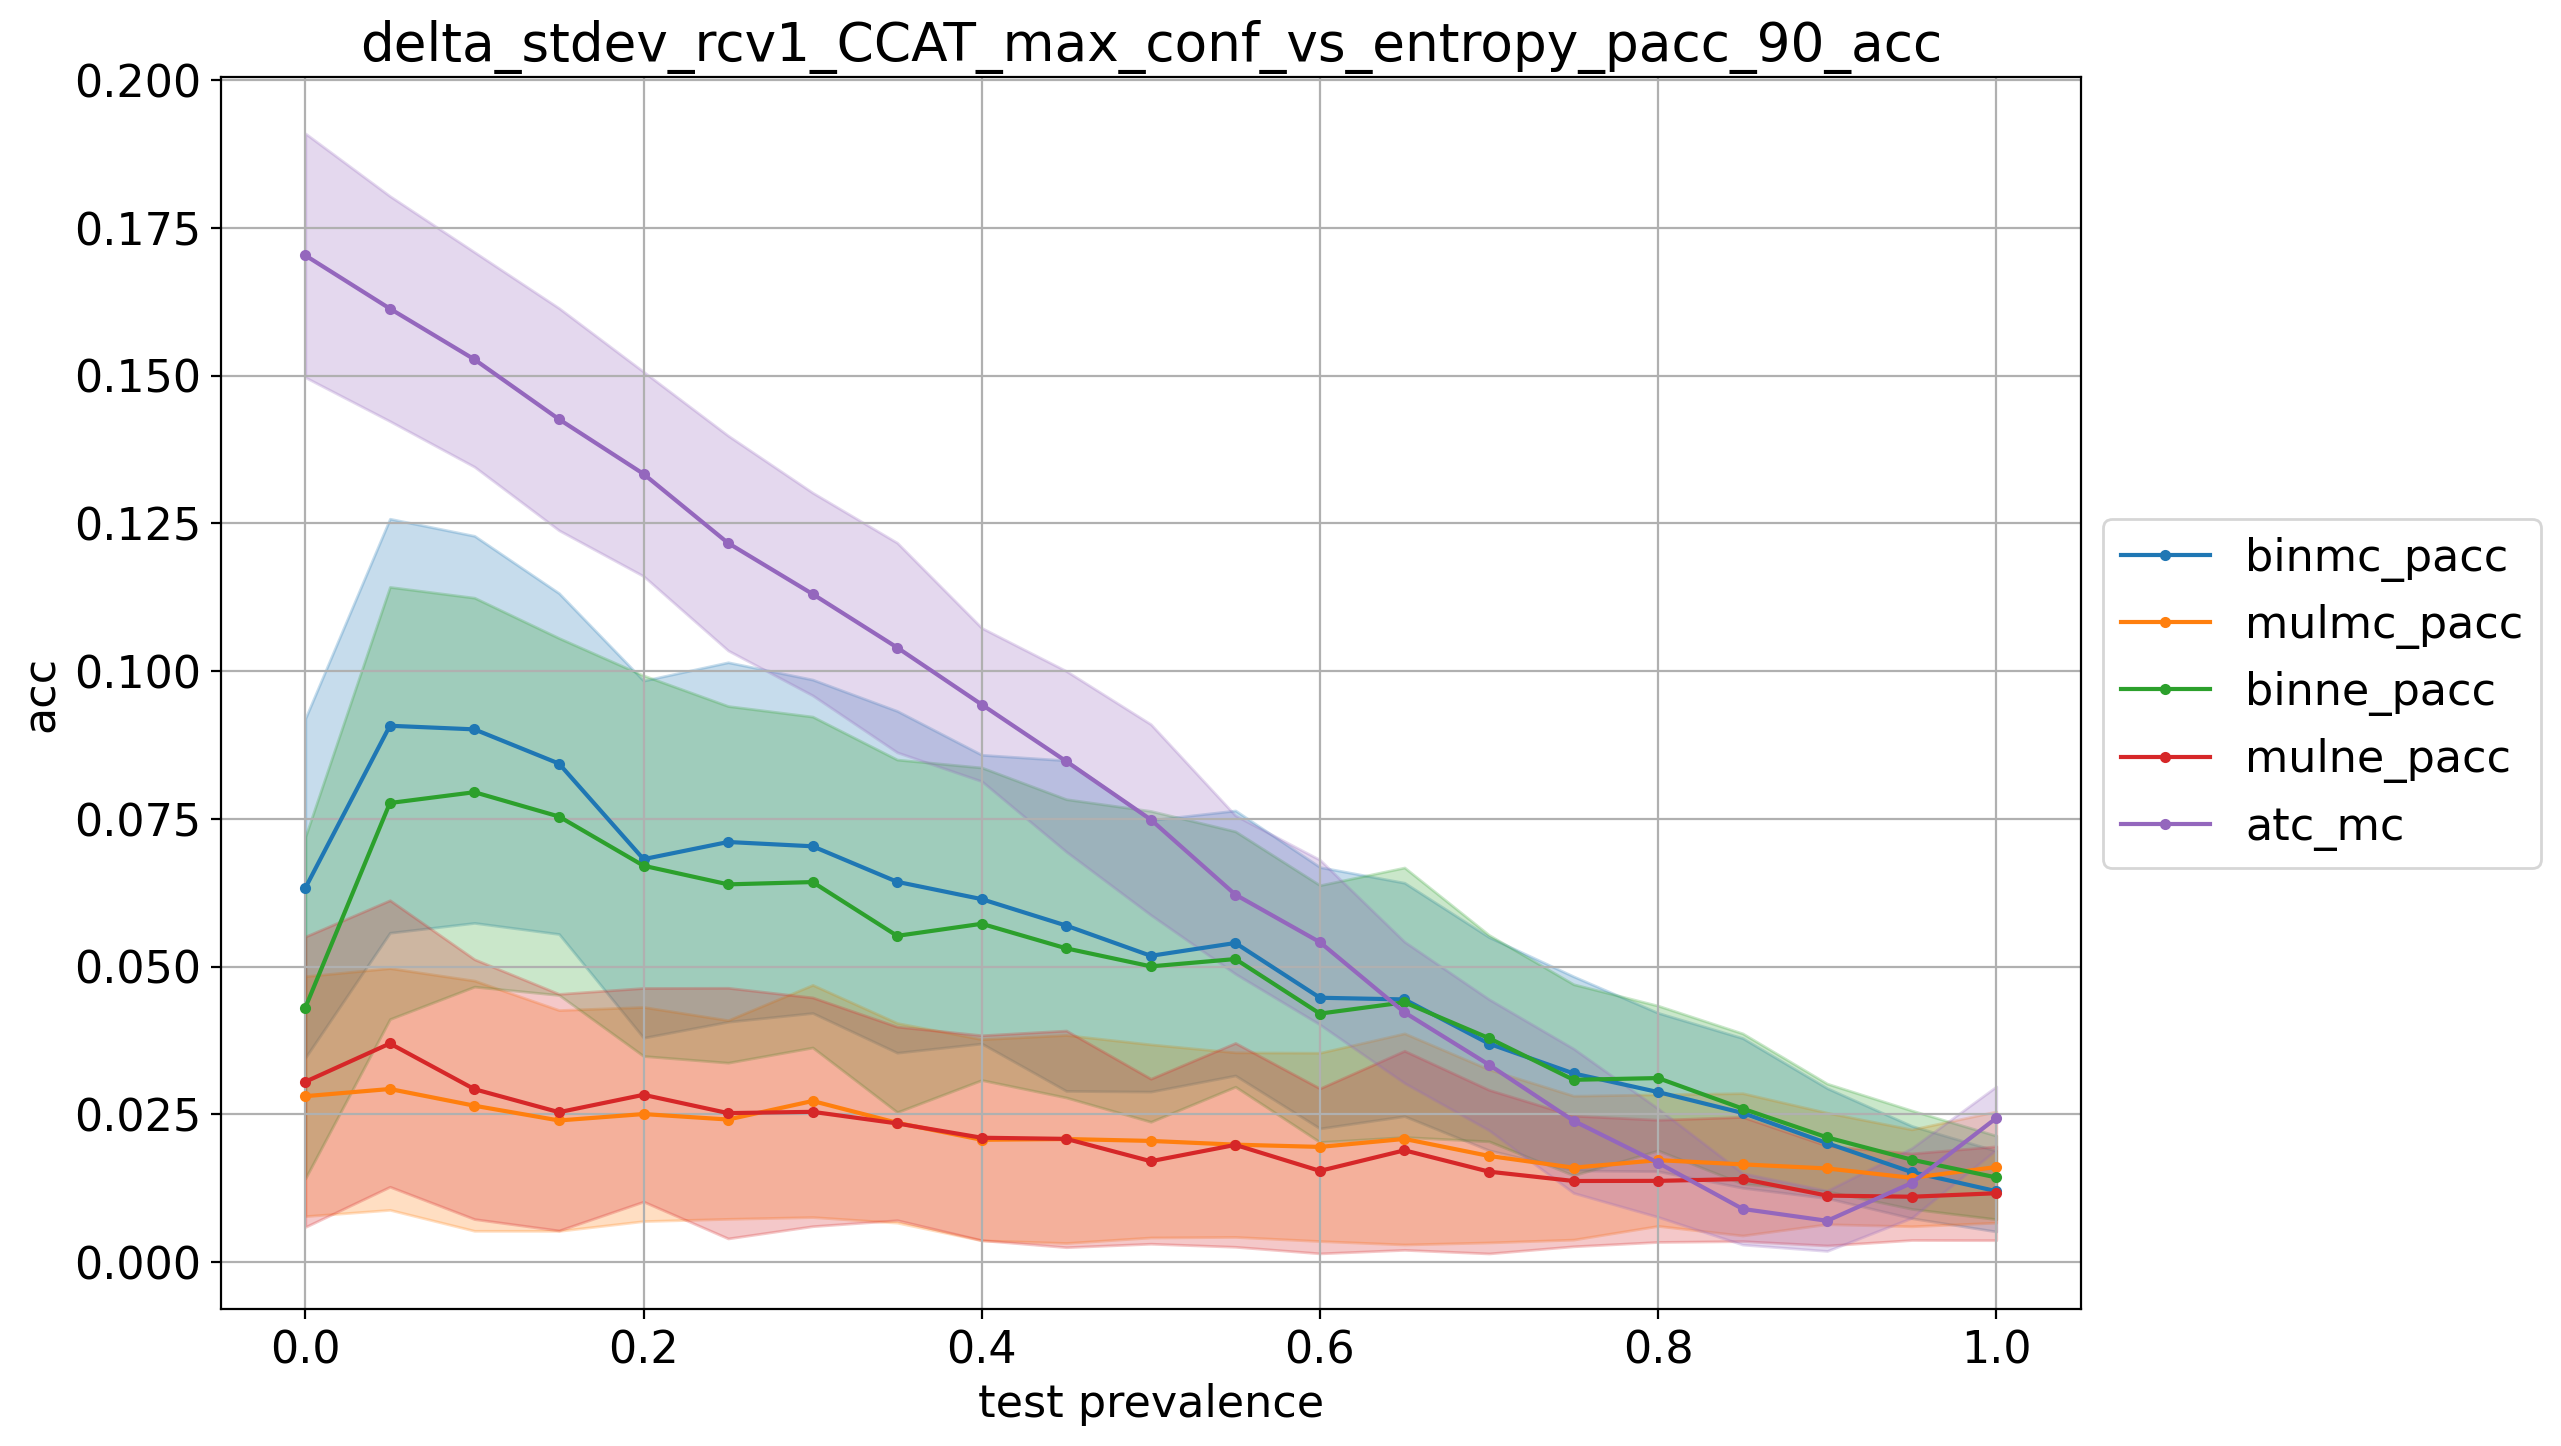 delta_stdev_rcv1_CCAT_max_conf_vs_entropy_pacc_90_acc
0.200
0.175
0.150
0.125
0.100
0.075
0.050
0.025
0.000
acc
0.0 0.2 0.4 0.6 0.8 1.0
test prevalence
binmc_pacc
mulmc_pacc
binne_pacc
mulne_pacc
atc_mc